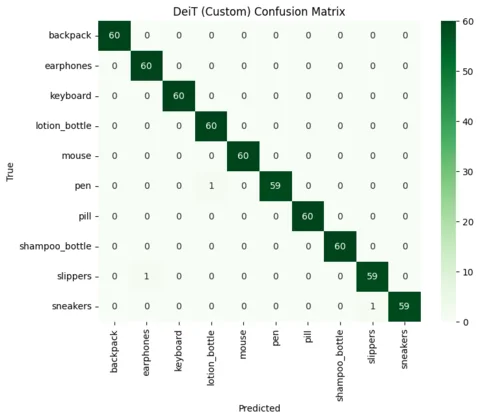 DeiT (Custom) Confusion Matrix
True
backpack 60 0 0 0 0 0 0 0 0 0
earphones 0 60 0 0 0 0 0 0 0 0
keyboard 0 0 60 0 0 0 0 0 0 0
lotion_bottle 0 0 0 60 0 0 0 0 0 0
mouse 0 0 0 0 60 0 0 0 0 0
pen 0 0 0 1 0 59 0 0 0 0
pill 0 0 0 0 0 0 60 0 0 0
shampoo_bottle 0 0 0 0 0 0 0 60 0 0
slippers 0 1 0 0 0 0 0 0 59 0
sneakers 0 0 0 0 0 0 0 0 1 59
backpack earphones keyboard lotion_bottle mouse pen pill shampoo_bottle slippers sneakers
Predicted
60
50
40
30
20
10
0